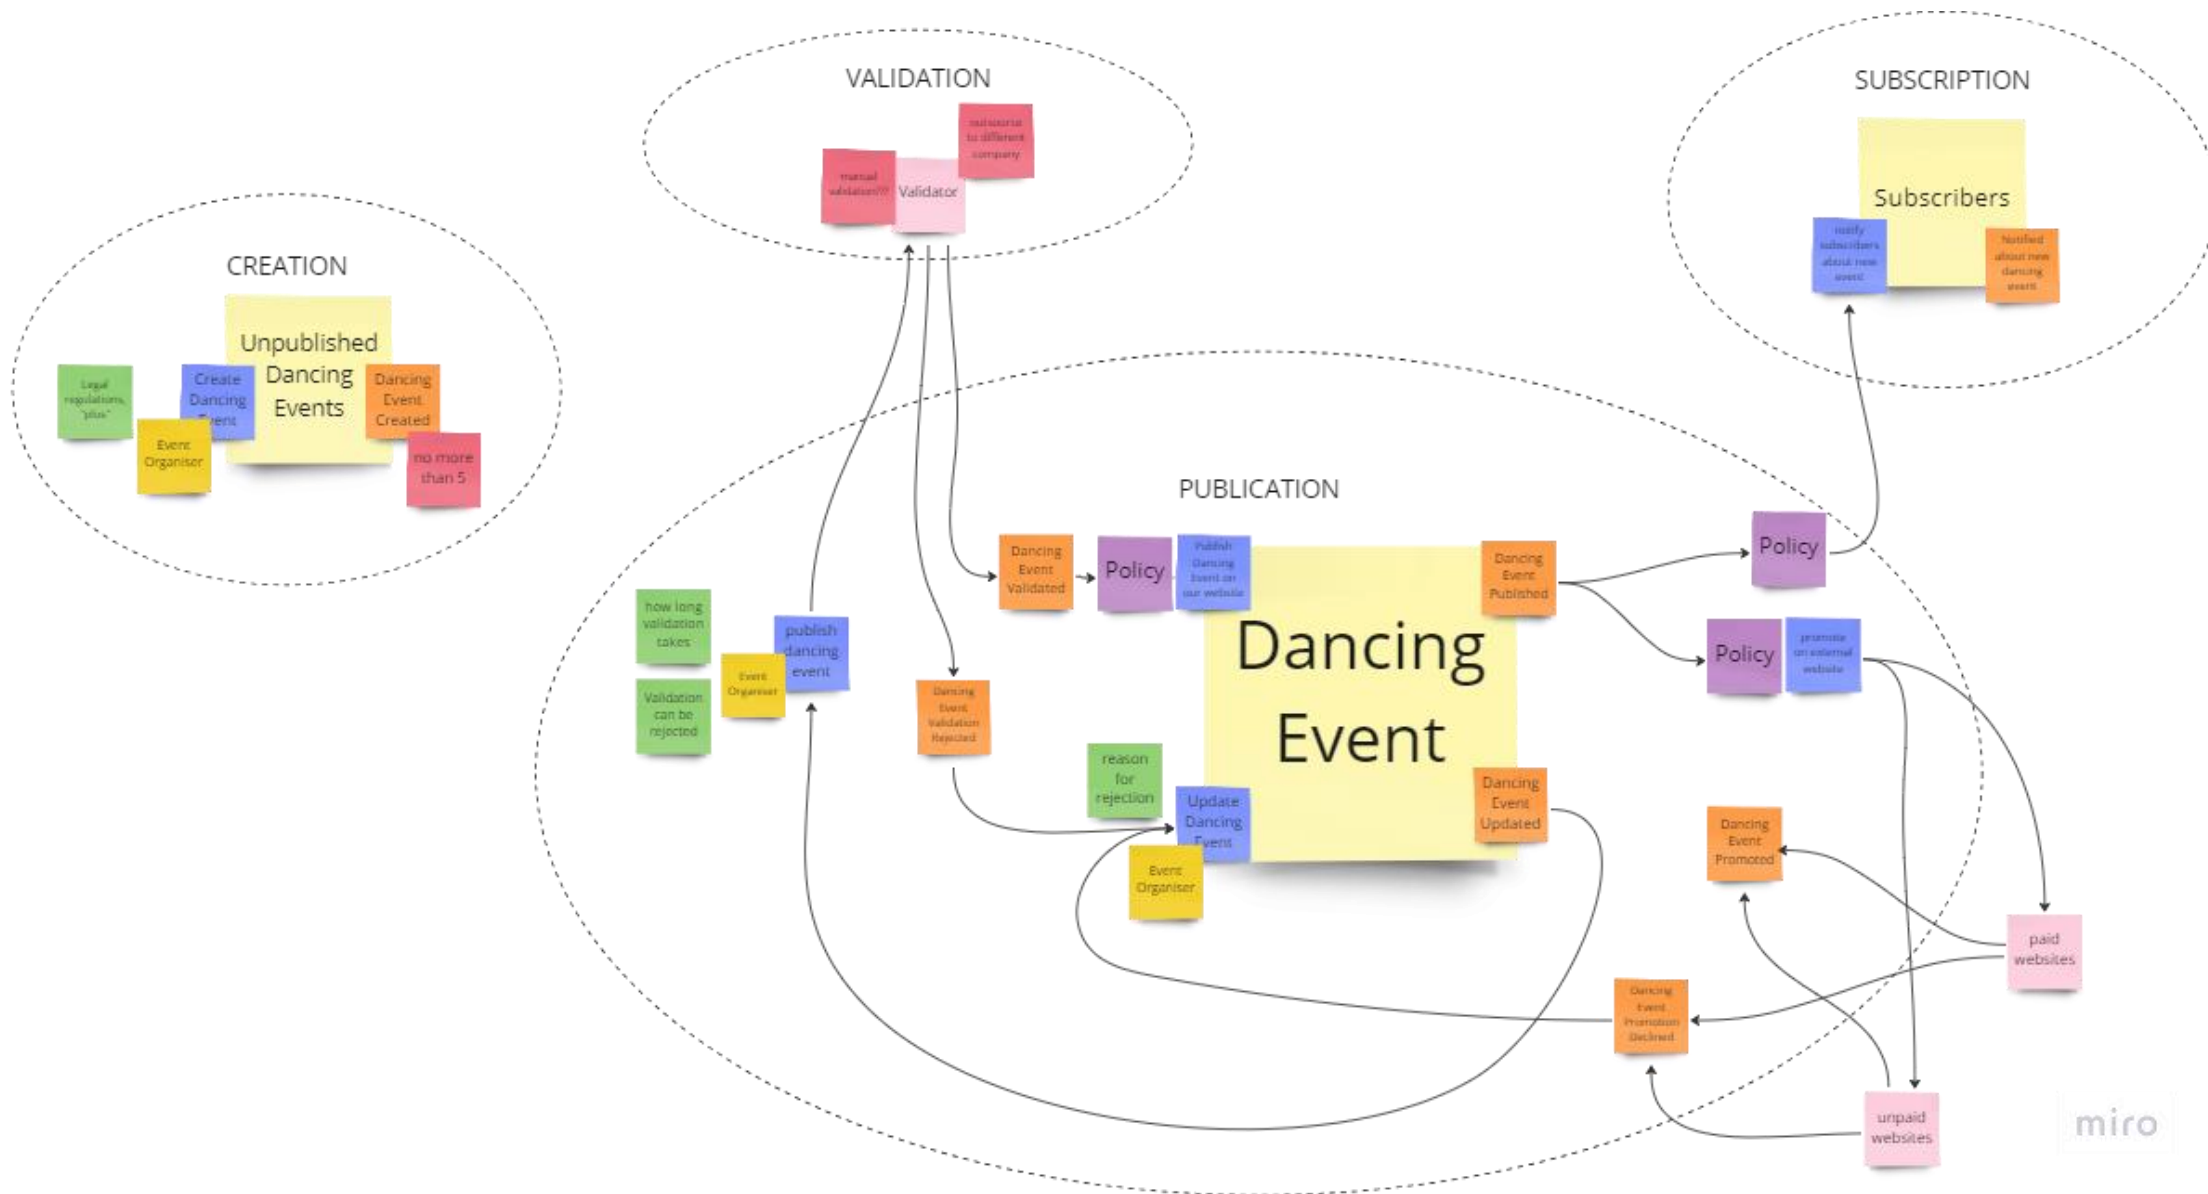 VALIDATION
outsource
to different
company
manual
validation???
Validator
SUBSCRIPTION
Subscribers
notify
subscribers
about new
event
Notified
about new
dancing
event
CREATION
Unpublished
Dancing
Events
Legal
regulations,
"plus"
Create
Dancing
Event
Event
Organiser
Dancing
Event
Created
no more
than 5
PUBLICATION
how long
validation
takes
Validation
can be
rejected
Event
Organiser
publish
dancing
event
Dancing
Event
Validated
Policy
Publish
Dancing
Event on
our website
Dancing
Event
Validation
Rejected
Dancing
Event
Dancing
Event
Published
reason
for
rejection
Update
Dancing
Event
Event
Organiser
Dancing
Event
Updated
Policy
Policy
promote
on external
website
Dancing
Event
Promoted
paid
websites
Dancing
Event
Promotion
Declined
unpaid
websites
miro